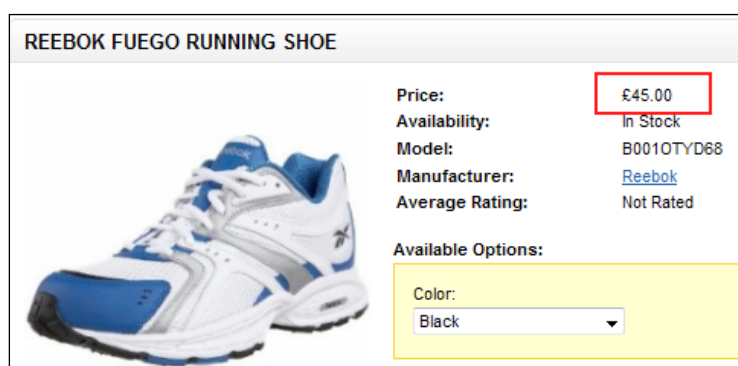 REEBOK FUEGO RUNNING SHOE
Price: £45.00
Availability: In Stock
Model: B001OTYD68
Manufacturer: Reebok
Average Rating: Not Rated
Available Options:
Color:
Black
Reebok